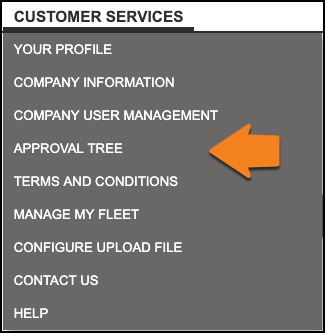 CUSTOMER SERVICES
YOUR PROFILE
COMPANY INFORMATION
COMPANY USER MANAGEMENT
APPROVAL TREE
TERMS AND CONDITIONS
MANAGE MY FLEET
CONFIGURE UPLOAD FILE
CONTACT US
HELP